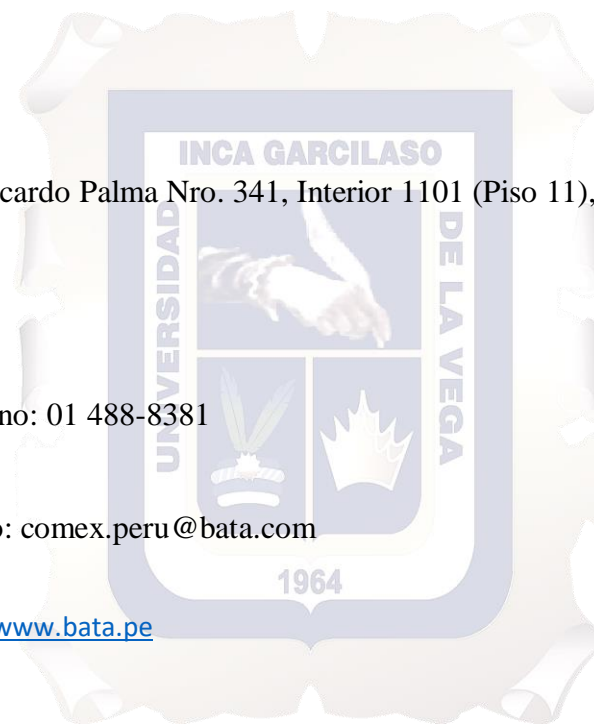 INCA GARCILASO
cardo Palma Nro. 341, Interior 1101 (Piso 11),
UNIVERSIDAD
DE LA VEGA
no: 01 488-8381
o: comex.peru@bata.com
1964
www.bata.pe